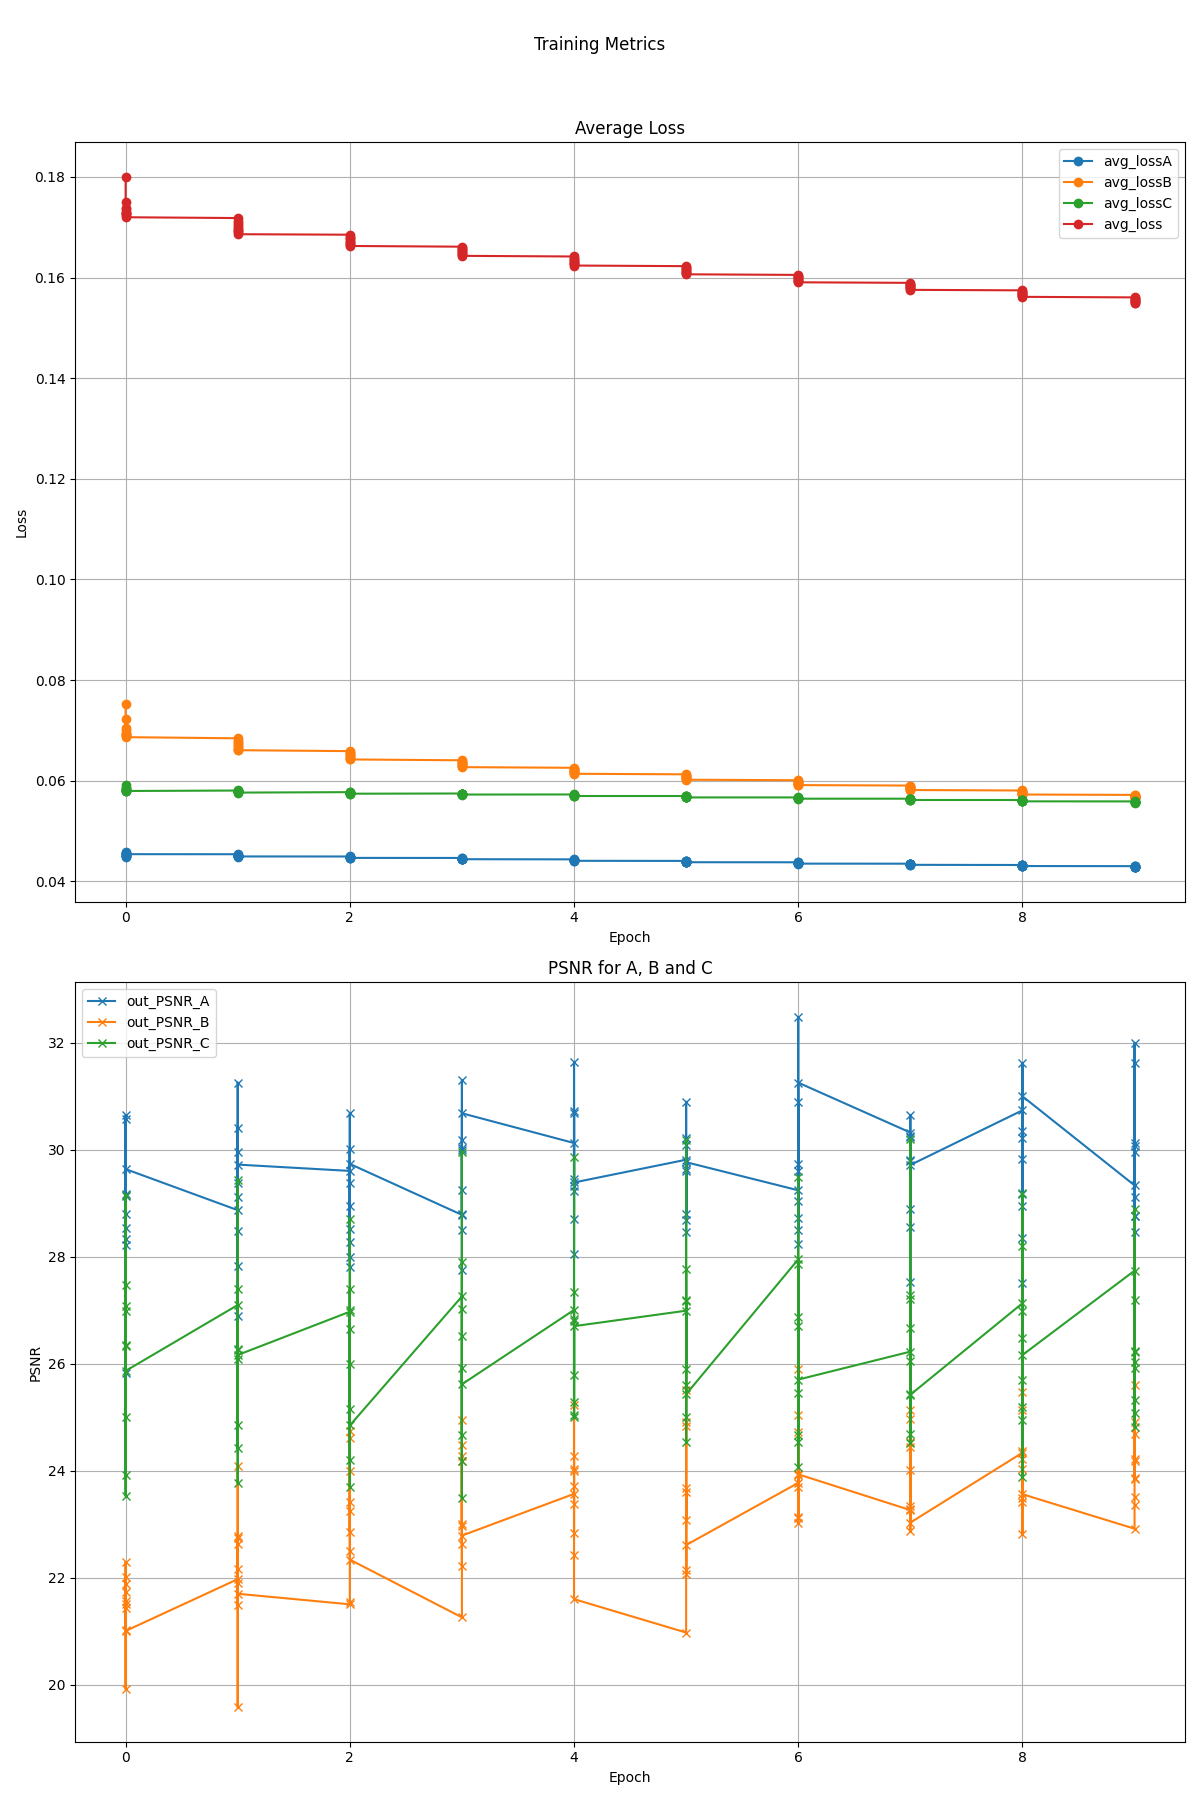 Training Metrics
Average Loss
avg_lossA
avg_lossB
avg_lossC
avg_loss
0.18
0.16
0.14
0.12
0.10
0.08
0.06
0.04
Loss
0 2 4 6 8
Epoch
PSNR for A, B and C
out_PSNR_A
out_PSNR_B
out_PSNR_C
32
30
28
26
24
22
20
PSNR
0 2 4 6 8
Epoch